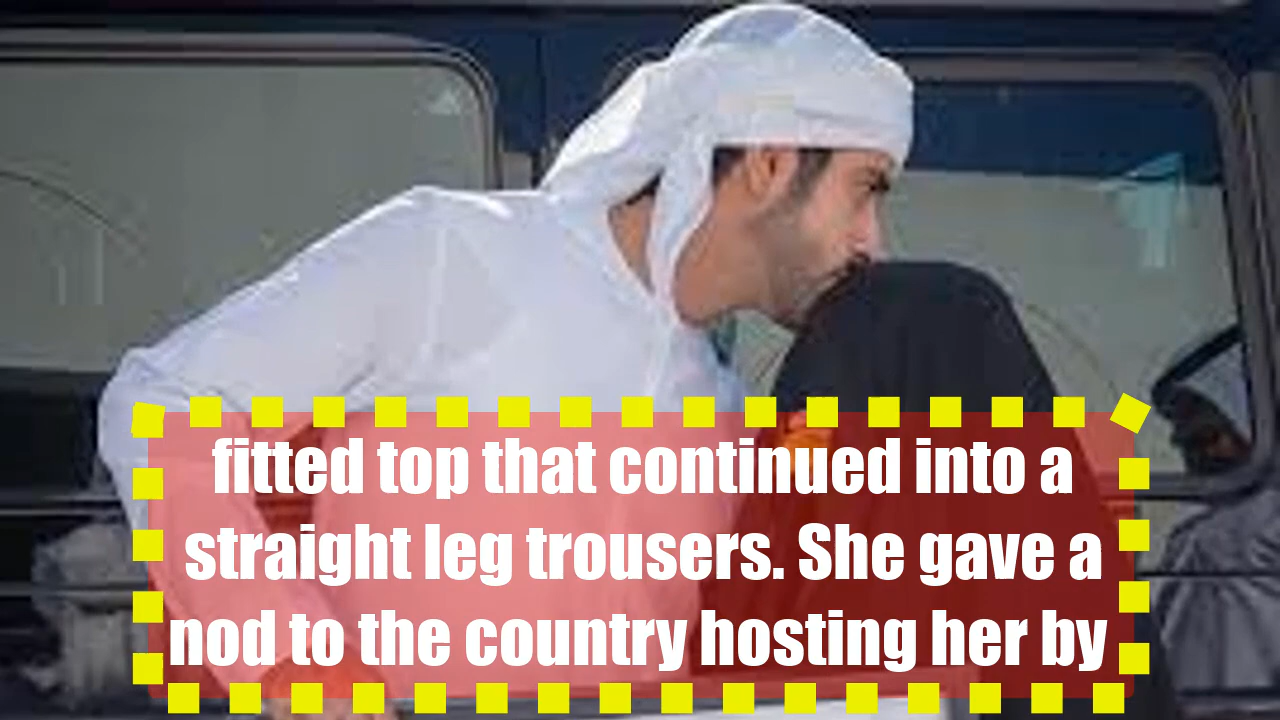 fitted top that continued into a
straight leg trousers. She gave a
nod to the country hosting her by